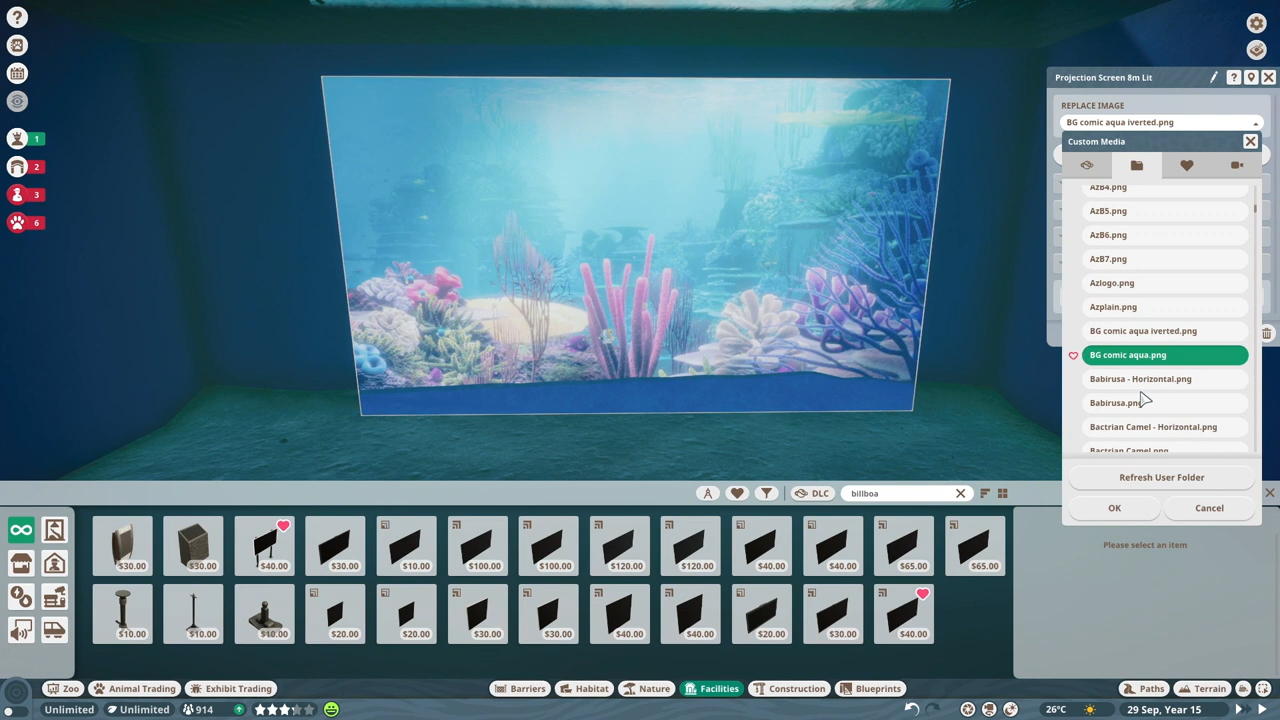 ?
1
2
3
6
Projection Screen 8m Lit
?
REPLACE IMAGE
BG comic aqua iverted.png
Custom Media
AzB4.png
AzB5.png
AzB6.png
AzB7.png
Azlogo.png
Azplain.png
BG comic aqua iverted.png
BG comic aqua.png
Babirusa - Horizontal.png
Babirusa.png
Bactrian Camel - Horizontal.png
Bactrian Camel.png
Refresh User Folder
OK
Cancel
DLC
billboa
$30.00
$30.00
$40.00
$30.00
$10.00
$100.00
$100.00
$120.00
$120.00
$40.00
$40.00
$65.00
$65.00
$10.00
$10.00
$10.00
$20.00
$20.00
$30.00
$30.00
$40.00
$40.00
$20.00
$30.00
$40.00
Please select an item
Zoo
Animal Trading
Exhibit Trading
Barriers
Habitat
Nature
Facilities
Construction
Blueprints
Paths
Terrain
Unlimited
Unlimited
914
26°C
29 Sep, Year 15